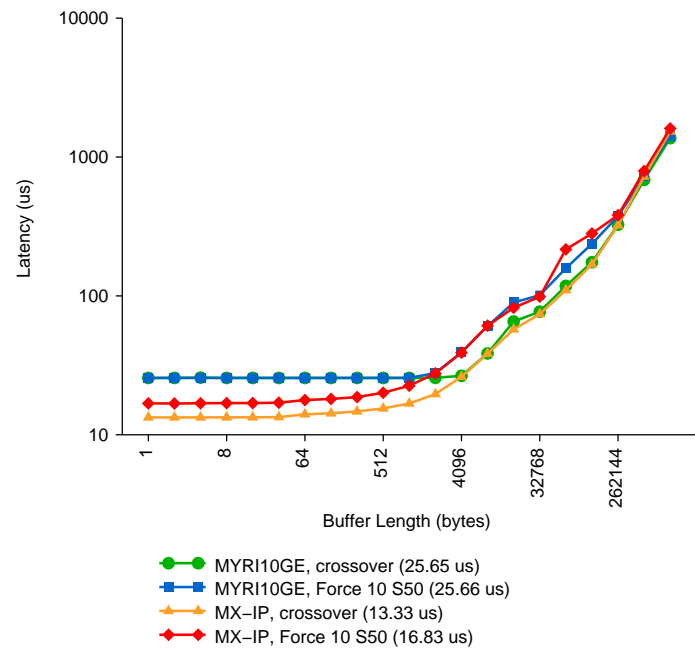 10000
1000
100
10
Latency (us)
1
8
64
512
4096
32768
262144
Buffer Length (bytes)
MYRI10GE, crossover (25.65 us)
MYRI10GE, Force 10 S50 (25.66 us)
MX−IP, crossover (13.33 us)
MX−IP, Force 10 S50 (16.83 us)